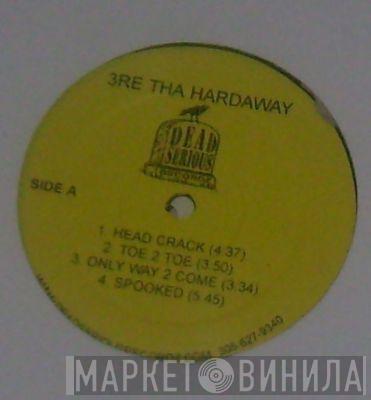 3RE THA HARDAWAY
DEAD
SERIOUS
RECORDS
SIDE A
1. HEAD CRACK (4.37)
2. TOE 2 TOE (3.50)
3. ONLY WAY 2 COME (3.34)
4. SPOOKED (5.45)
МАРКЕТ ВИНИЛА